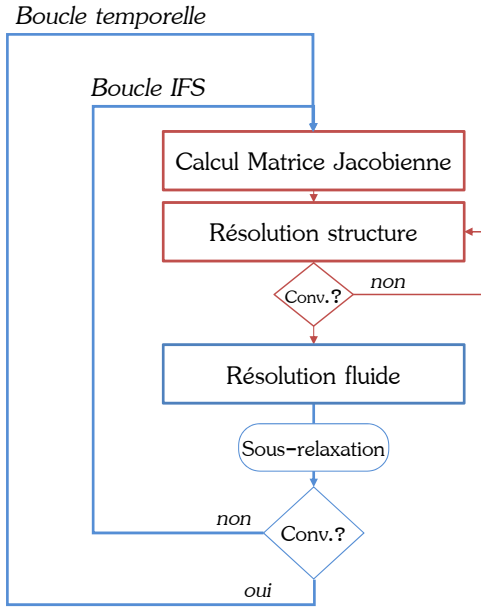 Boucle temporelle
Boucle IFS
Calcul Matrice Jacobienne
Résolution structure
Conv.?
non
Résolution fluide
Sous-relaxation
non
Conv.?
oui